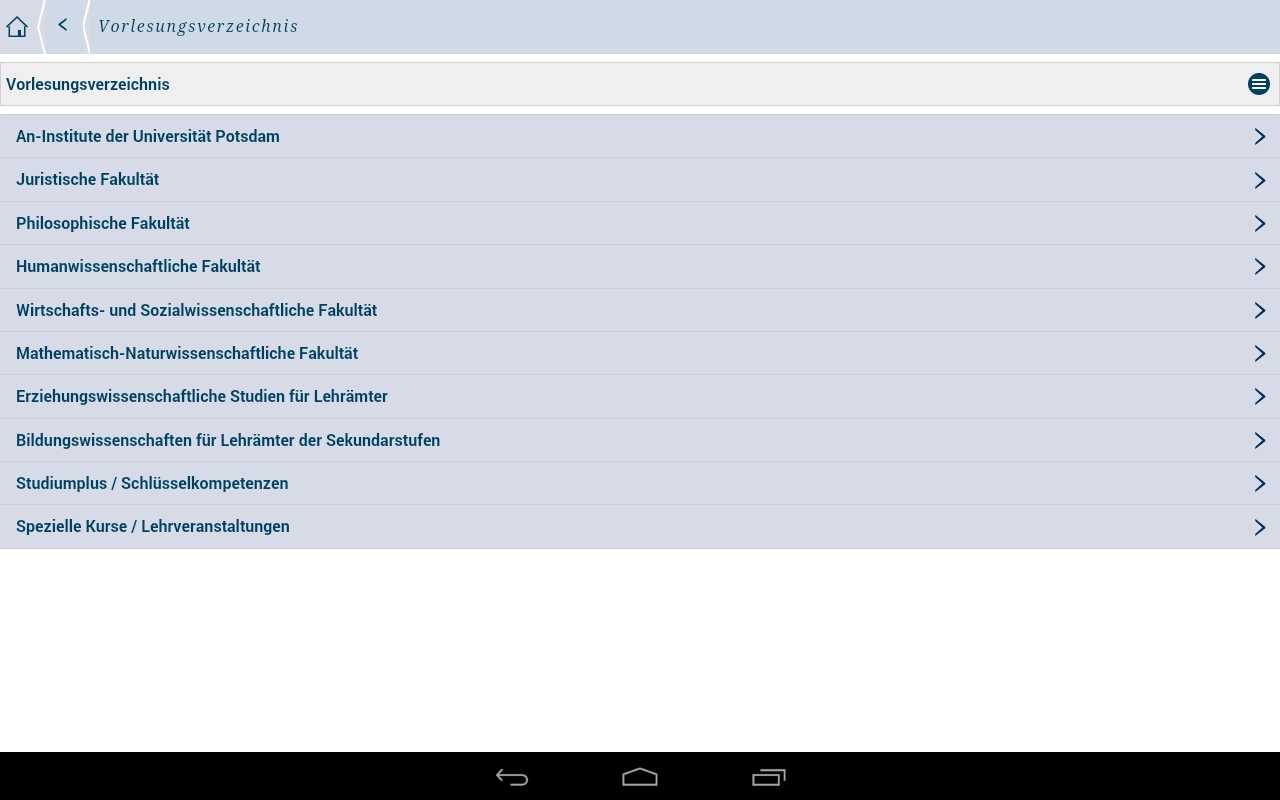 Vorlesungsverzeichnis
Vorlesungsverzeichnis
An-Institute der Universität Potsdam
Juristische Fakultät
Philosophische Fakultät
Humanwissenschaftliche Fakultät
Wirtschafts- und Sozialwissenschaftliche Fakultät
Mathematisch-Naturwissenschaftliche Fakultät
Erziehungswissenschaftliche Studien für Lehrämter
Bildungswissenschaften für Lehrämter der Sekundarstufen
Studiumplus / Schlüsselkompetenzen
Spezielle Kurse / Lehrveranstaltungen